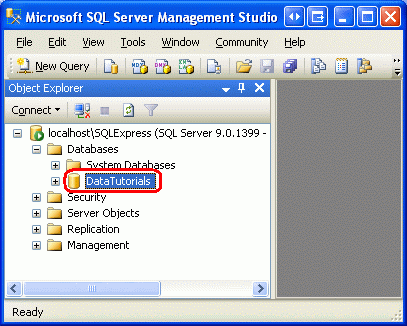 Microsoft SQL Server Management Studio
File Edit View Tools Window Community Help
New Query
Object Explorer
Connect
localhost\SQLExpress (SQL Server 9.0.1399 -
Databases
System Databases
DataTutorials
Security
Server Objects
Replication
Management
Ready